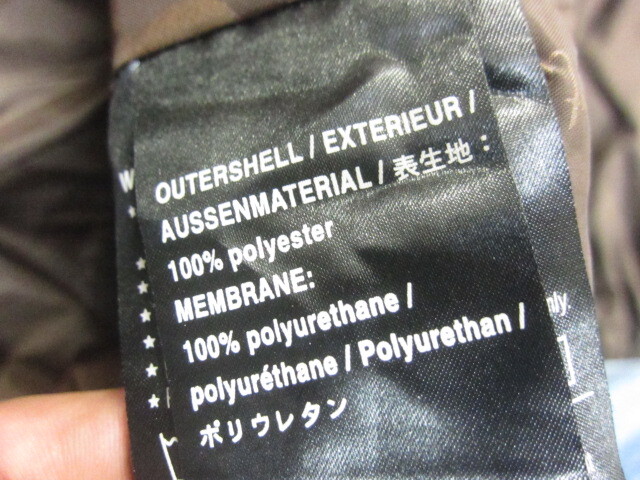 OUTERSHELL / EXTERIEUR /
AUSSENMATERIAL / 表生地：
100% polyester
MEMBRANE:
100% polyurethane /
polyuréthane / Polyurethan /
ポリウレタン